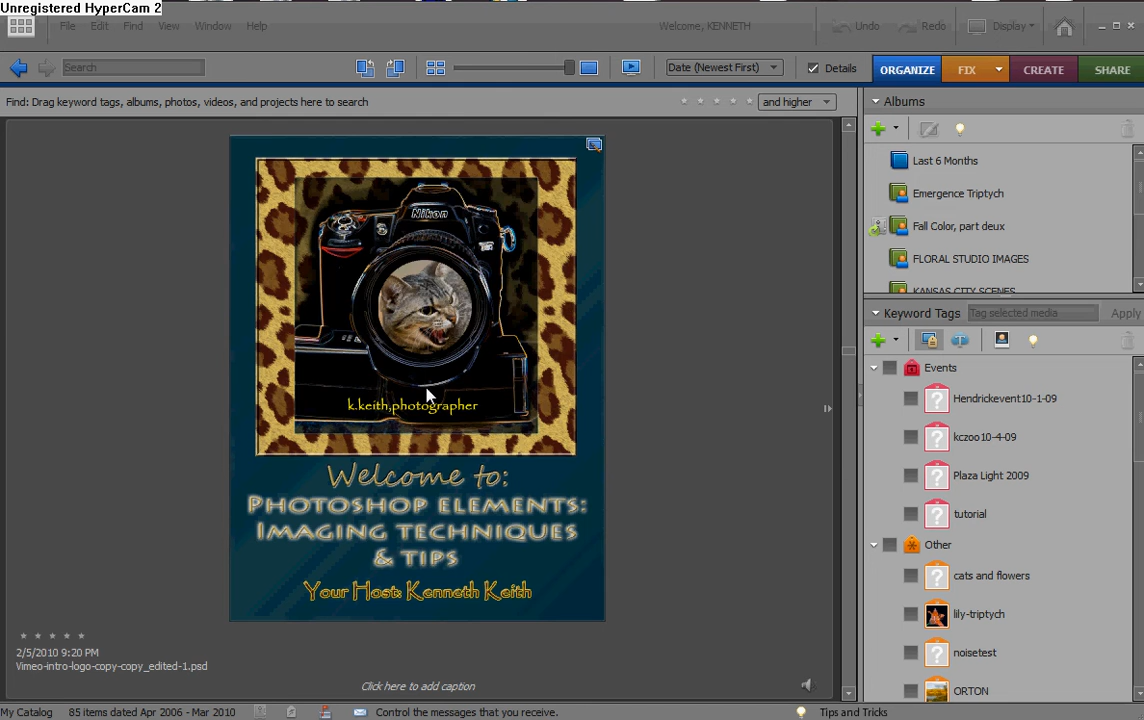 Unregistered HyperCam 2
File Edit View Find Window Help
Welcome, KENNETH
Undo Redo Display
Search
Date (Newest First)
Details
ORGANIZE FIX CREATE SHARE
Find: Drag keyword tags, albums, photos, videos, and projects here to search
and higher
Albums
Last 6 Months
Emergence Triptych
Fall Color, part deux
FLORAL STUDIO IMAGES
KANSAS CITY SCENES
Keyword Tags Tag selected media Apply
Events
Hendrickevent10-1-09
kczoo10-4-09
Plaza Light 2009
tutorial
Other
cats and flowers
lily-triptych
noisetest
ORTON
Nikon
k.keith,photographer
Welcome to:
PHOTOSHOP ELEMENTS:
IMAGING TECHNIQUES
& TIPS
Your Host: Kenneth Keith
2/5/2010 9:20 PM
Vimeo-intro-logo-copy-copy_edited-1.psd
Click here to add caption
My Catalog 85 items dated Apr 2006 - Mar 2010 Control the messages that you receive. Tips and Tricks